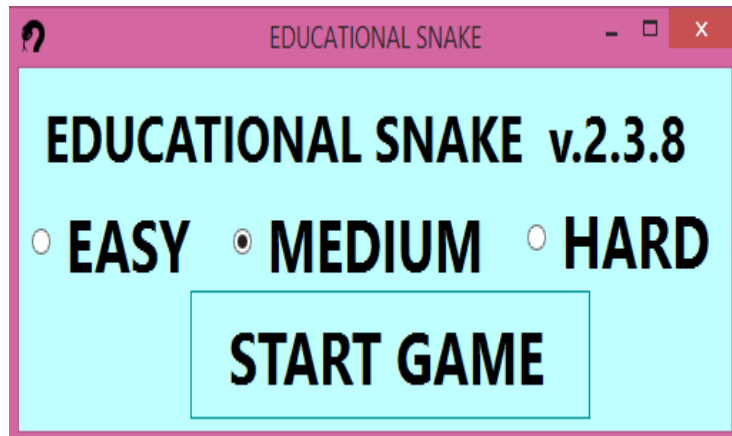 EDUCATIONAL SNAKE
EDUCATIONAL SNAKE v.2.3.8
EASY MEDIUM HARD
START GAME